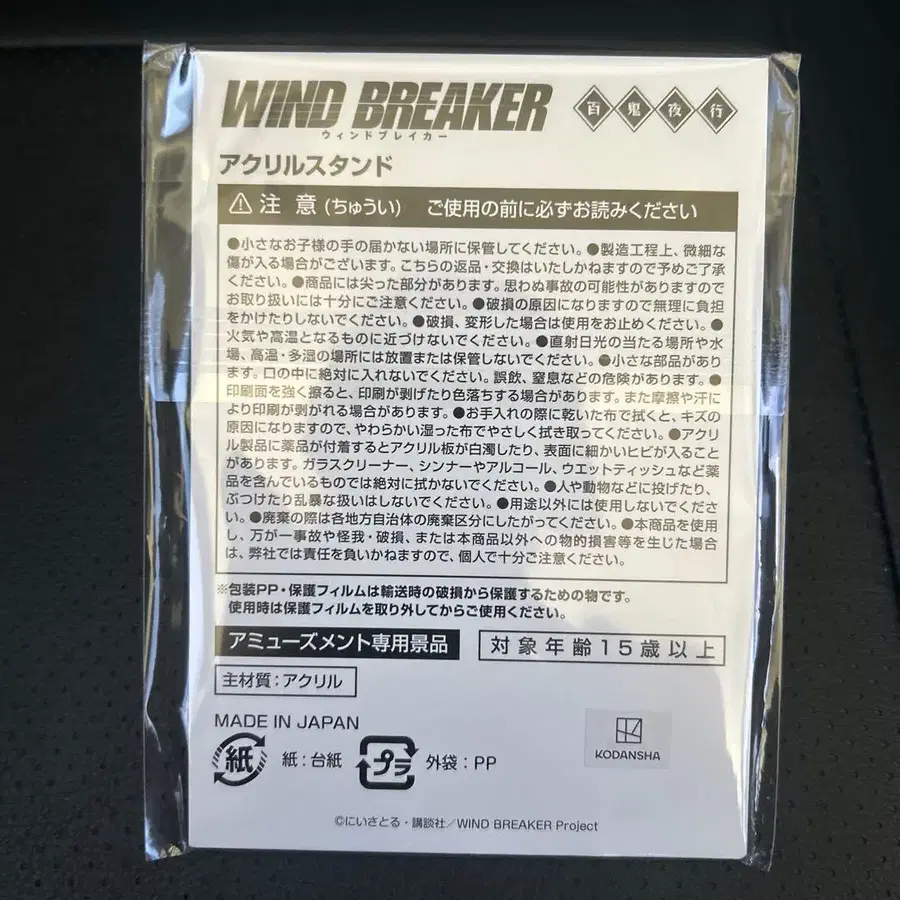 WIND BREAKER 百鬼夜行
ウィンドブレイカー
アクリルスタンド
⚠ 注 意 (ちゅうい) ご使用の前に必ずお読みください
●小さなお子様の手の届かない場所に保管してください。●製造工程上、微細な
傷が入る場合がございます。こちらの返品・交換はいたしかねますので予めご了承
ください。●商品には尖った部分があります。思わぬ事故の可能性がありますので
お取り扱いには十分にご注意ください。●破損の原因になりますので無理に負担
をかけたりしないでください。●破損、変形した場合は使用をお止めください。●
火気や高温となるものに近づけないでください。●直射日光の当たる場所や水
場、高温・多湿の場所には放置または保管しないでください。●小さな部品があり
ます。口の中に絶対に入れないでください。誤飲、窒息などの危険があります。●
印刷面を強く擦ると、印刷が剥げたり色落ちする場合があります。また摩擦や汗に
より印刷が剥がれる場合があります。●お手入れの際に乾いた布で拭くと、キズの
原因になりますので、やわらかい湿った布でやさしく拭き取ってください。●アクリ
ル製品に薬品が付着するとアクリル板が白濁したり、表面に細かいヒビが入ること
があります。ガラスクリーナー、シンナーやアルコール、ウエットティッシュなど薬
品を含んでいるものでは絶対に拭かないでください。●人や動物などに投げたり、
ぶつけたり乱暴な扱いはしないでください。●用途以外には使用しないでくださ
い。●廃棄の際は各地方自治体の廃棄区分にしたがってください。●本商品を使用
し、万が一事故や怪我・破損、または本商品以外への物的損害等を生じた場合
は、弊社では責任を負いかねますので、個人で十分ご注意ください。
※包装PP・保護フィルムは輸送時の破損から保護するための物です。
使用時は保護フィルムを取り外してからご使用ください。
アミューズメント専用景品 対象年齢15歳以上
主材質:アクリル
MADE IN JAPAN
紙 紙:台紙 プラ 外袋:PP
KODANSHA
©にいさとる・講談社/WIND BREAKER Project